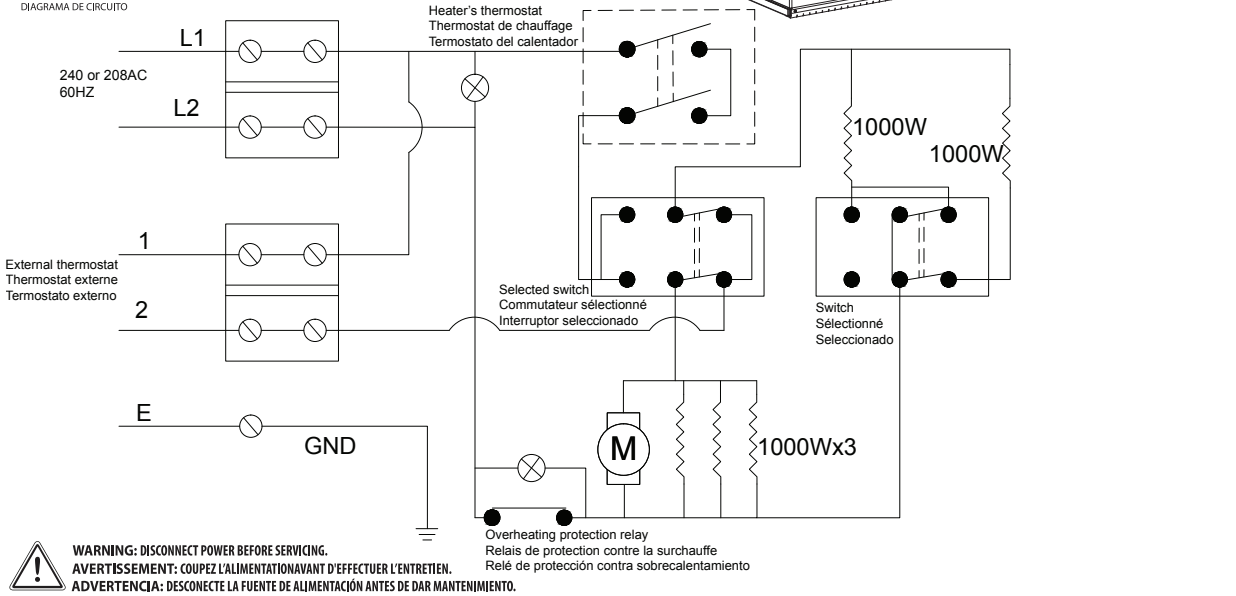 DIAGRAMA DE CIRCUITO
Heater's thermostat
Thermostat de chauffage
Termostato del calentador
L1
240 or 208AC
60HZ
L2
1000W
1000W
1
External thermostat
Thermostat externe
Termostato externo
2
Selected switch
Commutateur sélectionné
Interruptor seleccionado
Switch
Sélectionné
Seleccionado
E
GND
M
1000Wx3
Overheating protection relay
Relais de protection contre la surchauffe
Relé de protección contra sobrecalentamiento
WARNING: DISCONNECT POWER BEFORE SERVICING.
AVERTISSEMENT: COUPEZ L'ALIMENTATIONAVANT D'EFFECTUER L'ENTRETIEN.
ADVERTENCIA: DESCONECTE LA FUENTE DE ALIMENTACIÓN ANTES DE DAR MANTENIMIENTO.